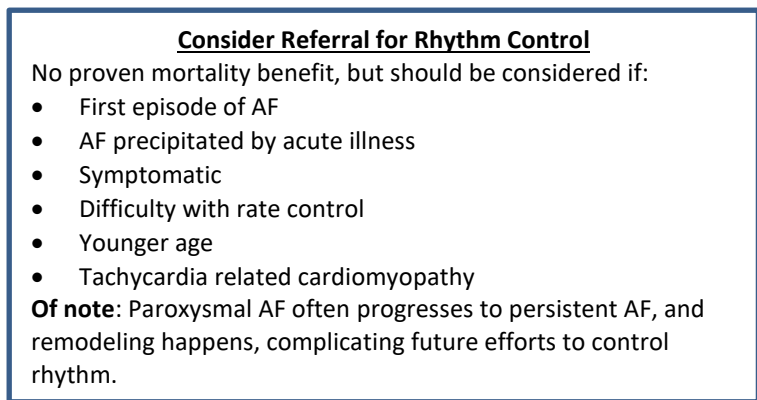 Consider Referral for Rhythm Control
No proven mortality benefit, but should be considered if:
• First episode of AF
• AF precipitated by acute illness
• Symptomatic
• Difficulty with rate control
• Younger age
• Tachycardia related cardiomyopathy
Of note: Paroxysmal AF often progresses to persistent AF, and
remodeling happens, complicating future efforts to control
rhythm.